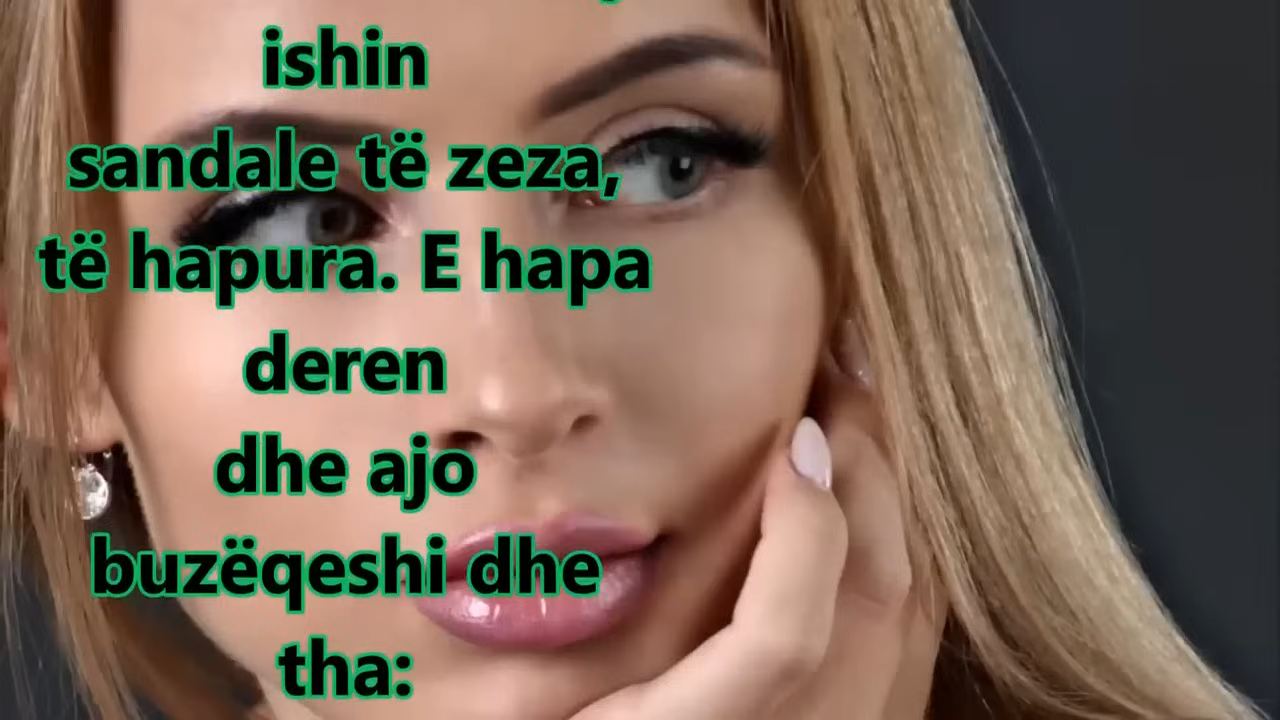 ishin
sandale të zeza,
të hapura. E hapa
deren
dhe ajo
buzëqeshi dhe
tha: